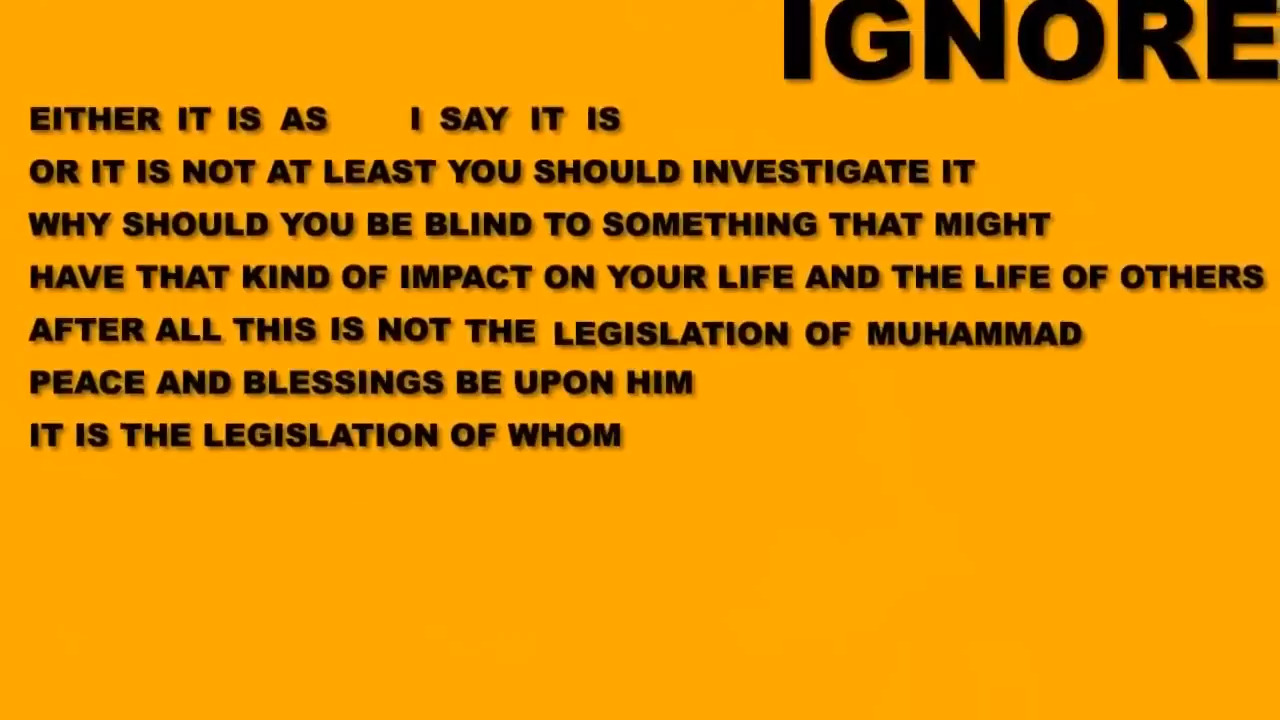 IGNORE
EITHER IT IS AS I SAY IT IS
OR IT IS NOT AT LEAST YOU SHOULD INVESTIGATE IT
WHY SHOULD YOU BE BLIND TO SOMETHING THAT MIGHT
HAVE THAT KIND OF IMPACT ON YOUR LIFE AND THE LIFE OF OTHERS
AFTER ALL THIS IS NOT THE LEGISLATION OF MUHAMMAD
PEACE AND BLESSINGS BE UPON HIM
IT IS THE LEGISLATION OF WHOM